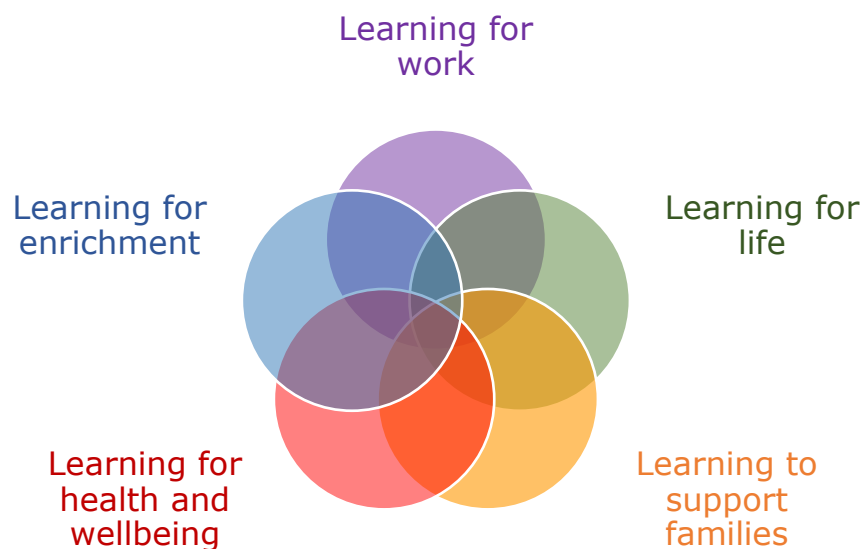 Learning for
work
Learning for
enrichment
Learning for
life
Learning for
health and
wellbeing
Learning to
support
families